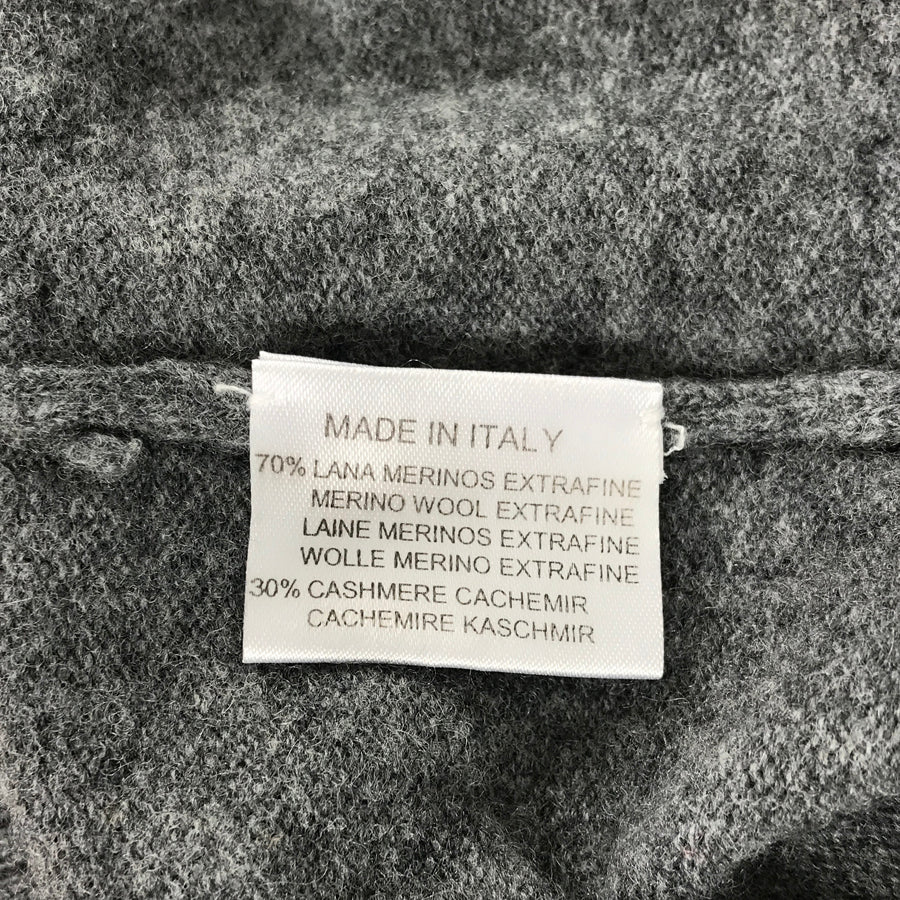 MADE IN ITALY
70% LANA MERINOS EXTRAFINE
MERINO WOOL EXTRAFINE
LAINE MERINOS EXTRAFINE
WOLLE MERINO EXTRAFINE
30% CASHMERE CACHEMIR
CACHEMIRE KASCHMIR